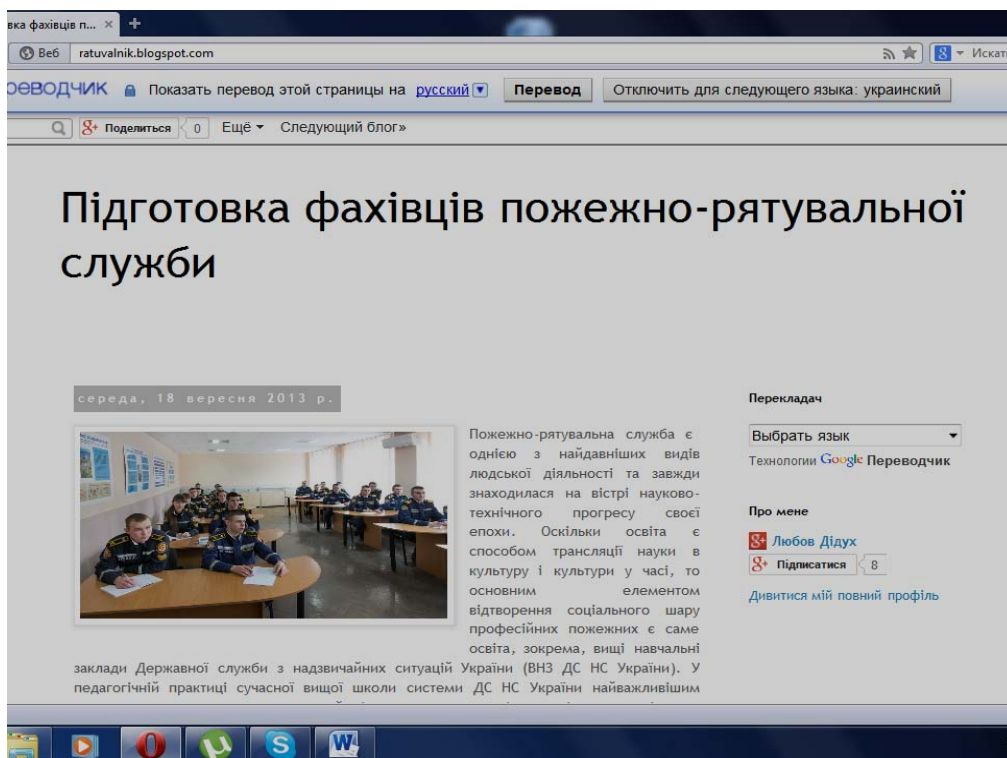 вка фахівців п...
Веб ratuvalnik.blogspot.com
8 Искать
реводчик Показать перевод этой страницы на русский Перевод Отключить для следующего языка: украинский
Поделиться 0 Ещё Следующий блог»
Підготовка фахівців пожежно-рятувальної
служби
середа, 18 вересня 2013 р.
Пожежно-рятувальна служба є
однією з найдавніших видів
людської діяльності та завжди
знаходилася на вістрі науково-
технічного прогресу своєї
епохи. Оскільки освіта є
способом трансляції науки в
культуру і культури у часі, то
основним елементом
відтворення соціального шару
професійних пожежних є саме
освіта, зокрема, вищі навчальні
заклади Державної служби з надзвичайних ситуацій України (ВНЗ ДС НС України). У
педагогічній практиці сучасної вищої школи системи ДС НС України найважливішим
Перекладач
Выбрать язык
Технологии Google Переводчик
Про мене
Любов Дідух
Підписатися 8
Дивитися мій повний профіль